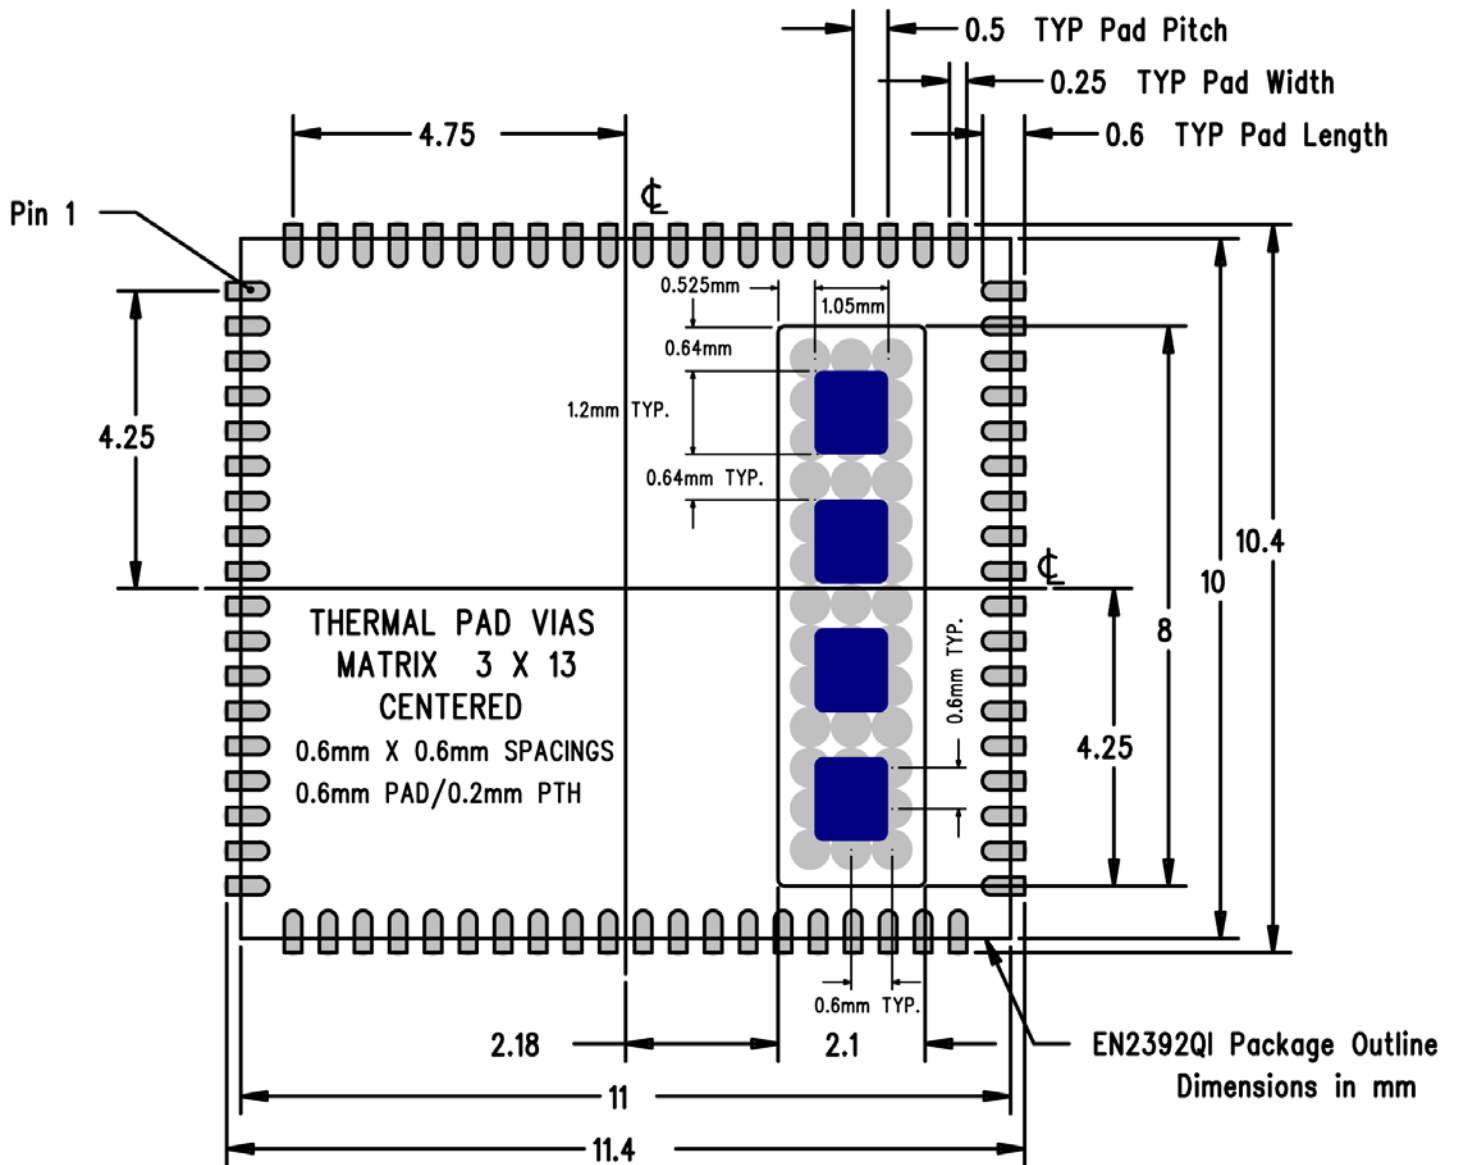 0.5 TYP Pad Pitch
0.25 TYP Pad Width
4.75
0.6 TYP Pad Length
℄
Pin 1
0.525mm
1.05mm
0.64mm
1.2mm TYP.
4.25
0.64mm TYP.
10.4
℄
10
THERMAL PAD VIAS
MATRIX 3 X 13
CENTERED
0.6mm X 0.6mm SPACINGS
0.6mm PAD/0.2mm PTH
8
0.6mm TYP.
4.25
0.6mm TYP.
2.18
2.1
EN2392QI Package Outline
Dimensions in mm
11
11.4